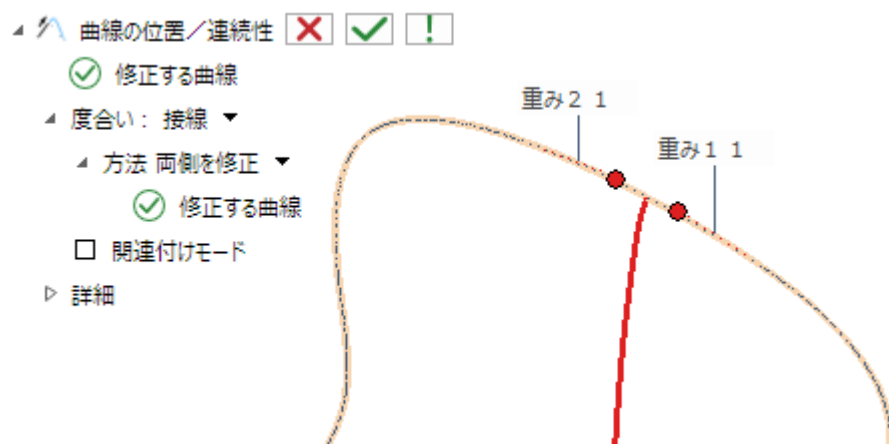 曲線の位置／連続性
修正する曲線
度合い： 接線
方法 両側を修正
修正する曲線
関連付けモード
詳細
重み２ 1
重み１ 1